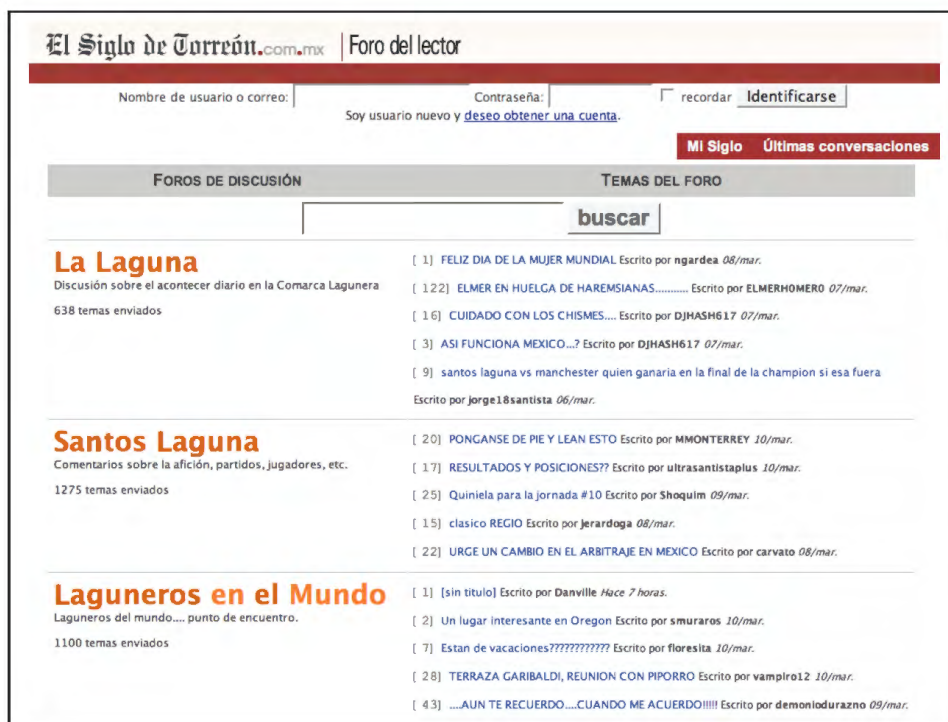 El Siglo de Torreón.com.mx | Foro del lector
Nombre de usuario o correo: Contraseña: recordar Identificarse
Soy usuario nuevo y deseo obtener una cuenta.
Mi Siglo Últimas conversaciones
FOROS DE DISCUSIÓN TEMAS DEL FORO
buscar
La Laguna
Discusión sobre el acontecer diario en la Comarca Lagunera
638 temas enviados
[ 1] FELIZ DIA DE LA MUJER MUNDIAL Escrito por ngardea 08/mar.
[ 122] ELMER EN HUELGA DE HAREMSIANAS........... Escrito por ELMERH0MER0 07/mar.
[ 16] CUIDADO CON LOS CHISMES.... Escrito por DJHASH617 07/mar.
[ 3] ASI FUNCIONA MEXICO...? Escrito por DJHASH617 07/mar.
[ 9] santos laguna vs manchester quien ganaria en la final de la champion si esa fuera
Escrito por jorge18santista 06/mar.
Santos Laguna
Comentarios sobre la afición, partidos, jugadores, etc.
1275 temas enviados
[ 20] PONGANSE DE PIE Y LEAN ESTO Escrito por MMONTERREY 10/mar.
[ 17] RESULTADOS Y POSICIONES?? Escrito por ultrasantistaplus 10/mar.
[ 25] Quiniela para la jornada #10 Escrito por Shoquim 09/mar.
[ 15] clasico REGIO Escrito por jerardoga 08/mar.
[ 22] URGE UN CAMBIO EN EL ARBITRAJE EN MEXICO Escrito por carvato 08/mar.
Laguneros en el Mundo
Laguneros del mundo.... punto de encuentro.
1100 temas enviados
[ 1] [sin titulo] Escrito por Danville Hace 7 horas.
[ 2] Un lugar interesante en Oregon Escrito por smuraros 10/mar.
[ 7] Estan de vacaciones???????????? Escrito por floresita 10/mar.
[ 28] TERRAZA GARIBALDI, REUNION CON PIPORRO Escrito por vampiro12 10/mar.
[ 43] ....AUN TE RECUERDO....CUANDO ME ACUERDO!!!!! Escrito por demoniodurazno 09/mar.